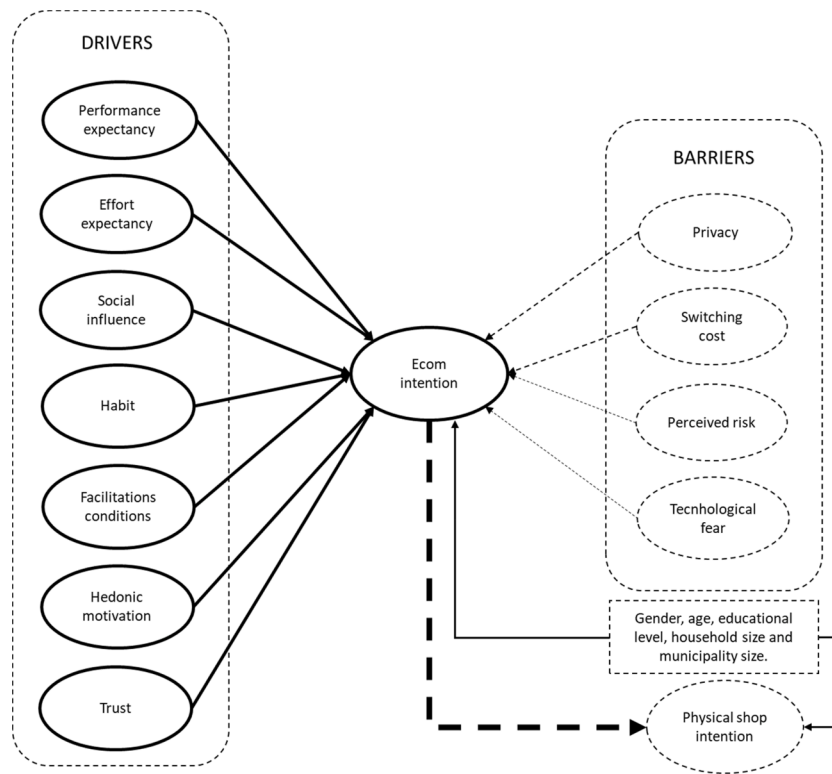 DRIVERS
Performance
expectancy
Effort
expectancy
Social
influence
Habit
Facilitations
conditions
Hedonic
motivation
Trust
Ecom
intention
BARRIERS
Privacy
Switching
cost
Perceived risk
Tecnhological
fear
Gender, age, educational
level, household size and
municipality size.
Physical shop
intention